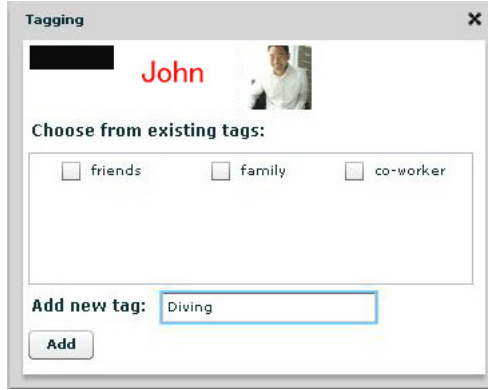 Tagging
John
Choose from existing tags:
friends family co-worker
Add new tag: Diving
Add